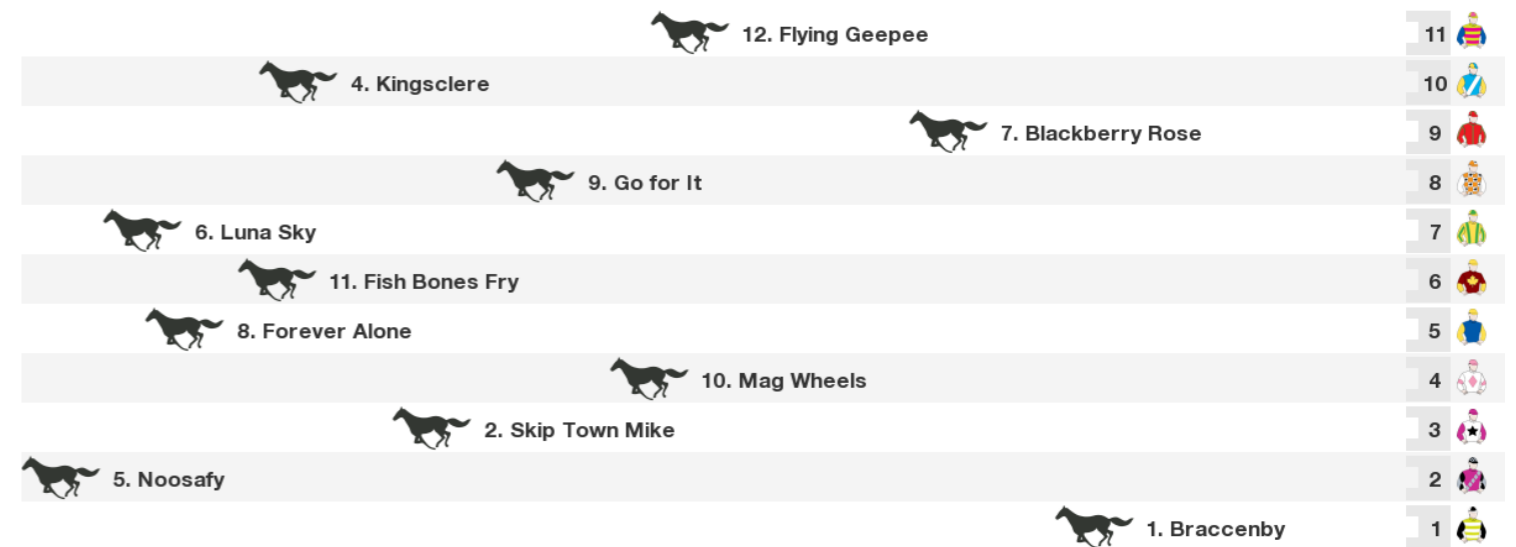 12. Flying Geepee 11
4. Kingsclere 10
7. Blackberry Rose 9
9. Go for It 8
6. Luna Sky 7
11. Fish Bones Fry 6
8. Forever Alone 5
10. Mag Wheels 4
2. Skip Town Mike 3
5. Noosafy 2
1. Braccenby 1